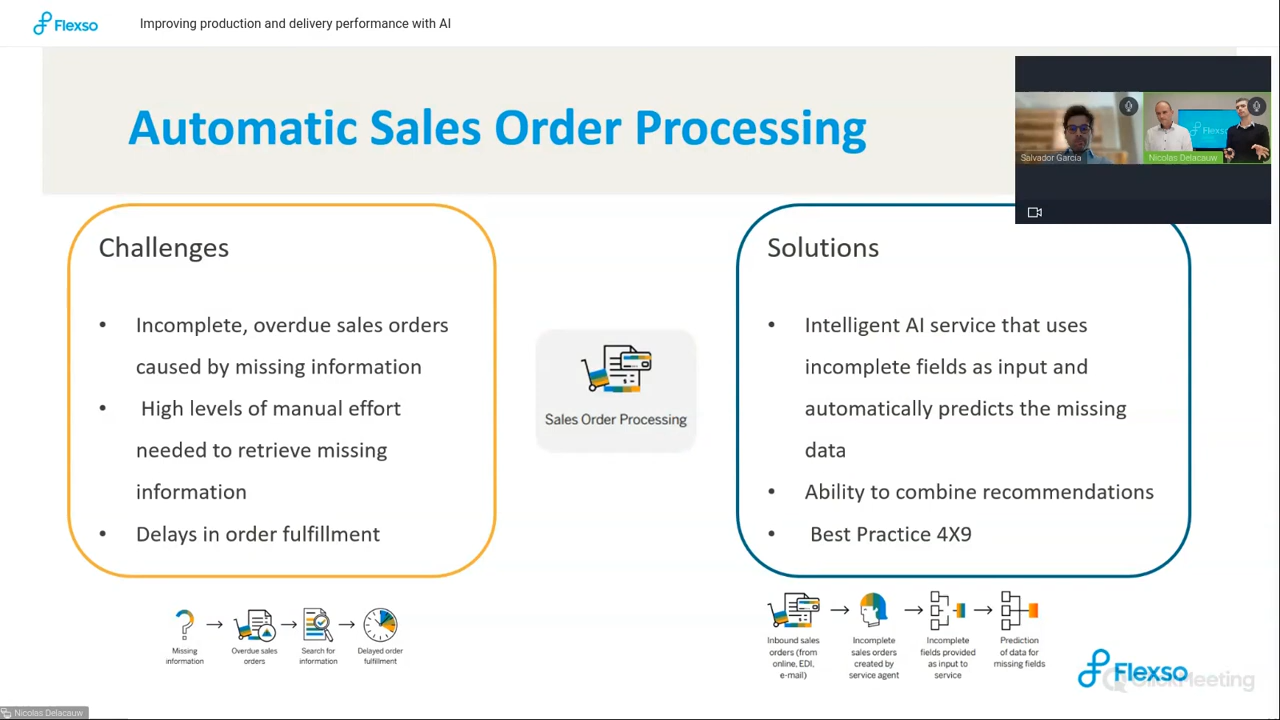 Flexso
Improving production and delivery performance with AI
Automatic Sales Order Processing
Salvador Garcia
Nicolas Delacauw
Flexso
Challenges
• Incomplete, overdue sales orders
caused by missing information
• High levels of manual effort
needed to retrieve missing
information
• Delays in order fulfillment
Sales Order Processing
Solutions
• Intelligent AI service that uses
incomplete fields as input and
automatically predicts the missing
data
• Ability to combine recommendations
• Best Practice 4X9
Missing
information
Overdue sales
orders
Search for
information
Delayed order
fulfillment
Inbound sales
orders (from
online, EDI,
e-mail)
Incomplete
sales orders
created by
service agent
Incomplete
fields provided
as input to
service
Prediction
of data for
missing fields
Flexso
ClickMeeting
Nicolas Delacauw